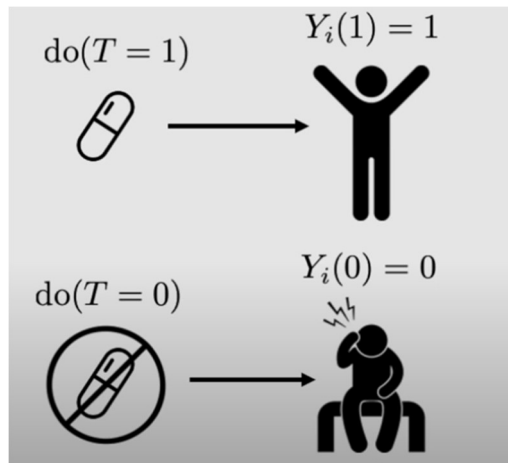 do(T = 1)
Y_i(1) = 1
do(T = 0)
Y_i(0) = 0